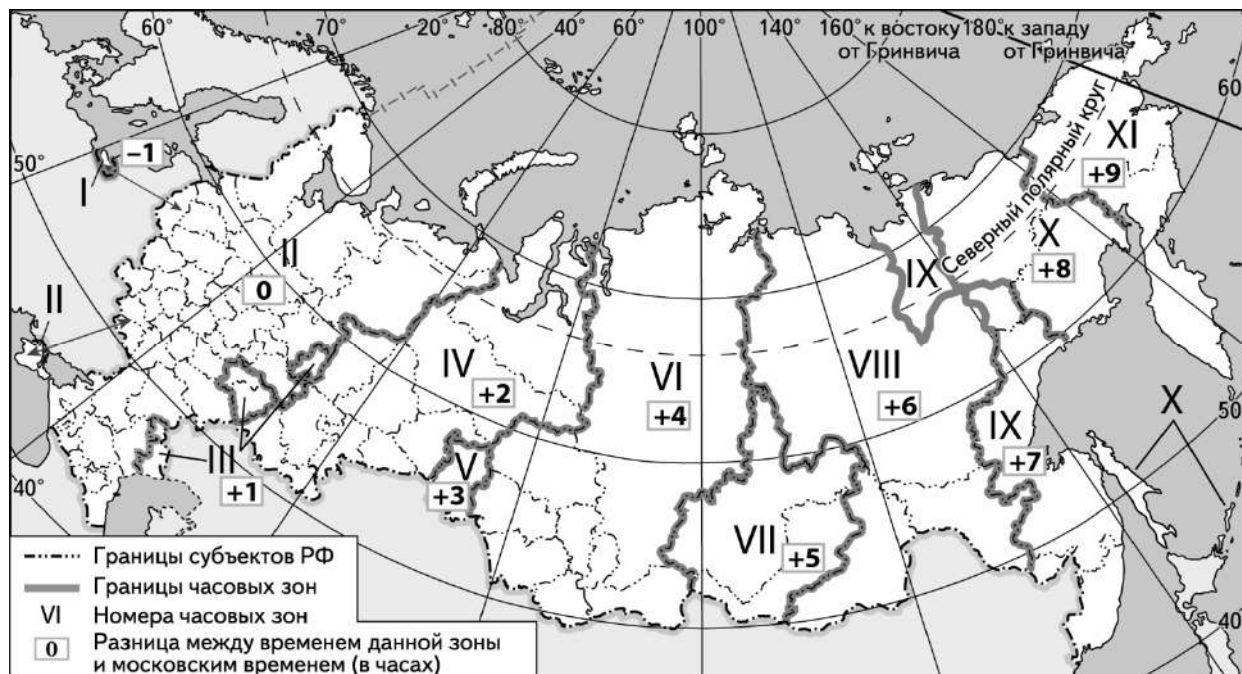 60°
70°
20°
80°
40°
60°
80°
100°
120°
140°
160° к востоку
от Гринвича
180° к западу
от Гринвича
60°
50°
–1
I
Северный полярный круг
XI
+9
X
+8
II
0
II
IX
IV
+2
VI
+4
VIII
+6
X
50°
IX
+7
III
+1
V
+3
VII
+5
40°
40°
Границы субъектов РФ
Границы часовых зон
VI Номера часовых зон
0 Разница между временем данной зоны
и московским временем (в часах)